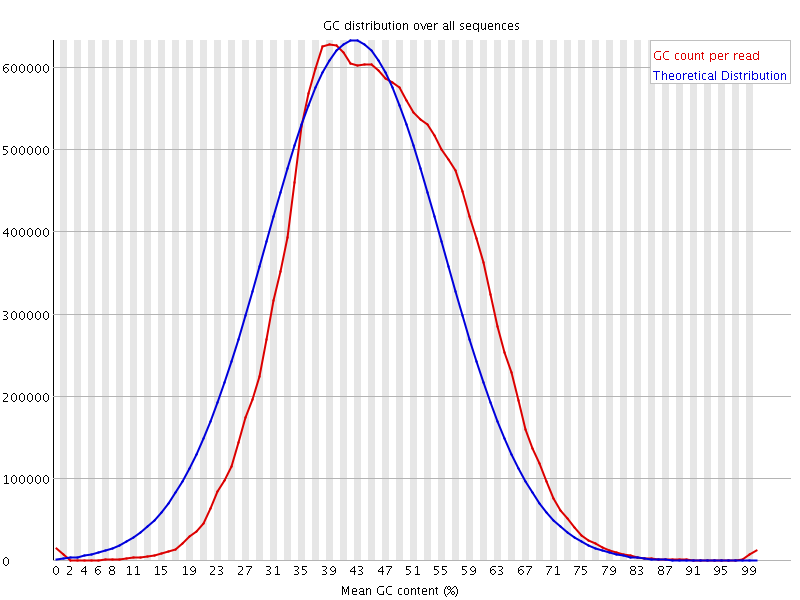 GC distribution over all sequences
GC count per read
Theoretical Distribution
600000
500000
400000
300000
200000
100000
0
0 2 4 6 8 11 15 19 23 27 31 35 39 43 47 51 55 59 63 67 71 75 79 83 87 91 95 99
Mean GC content (%)